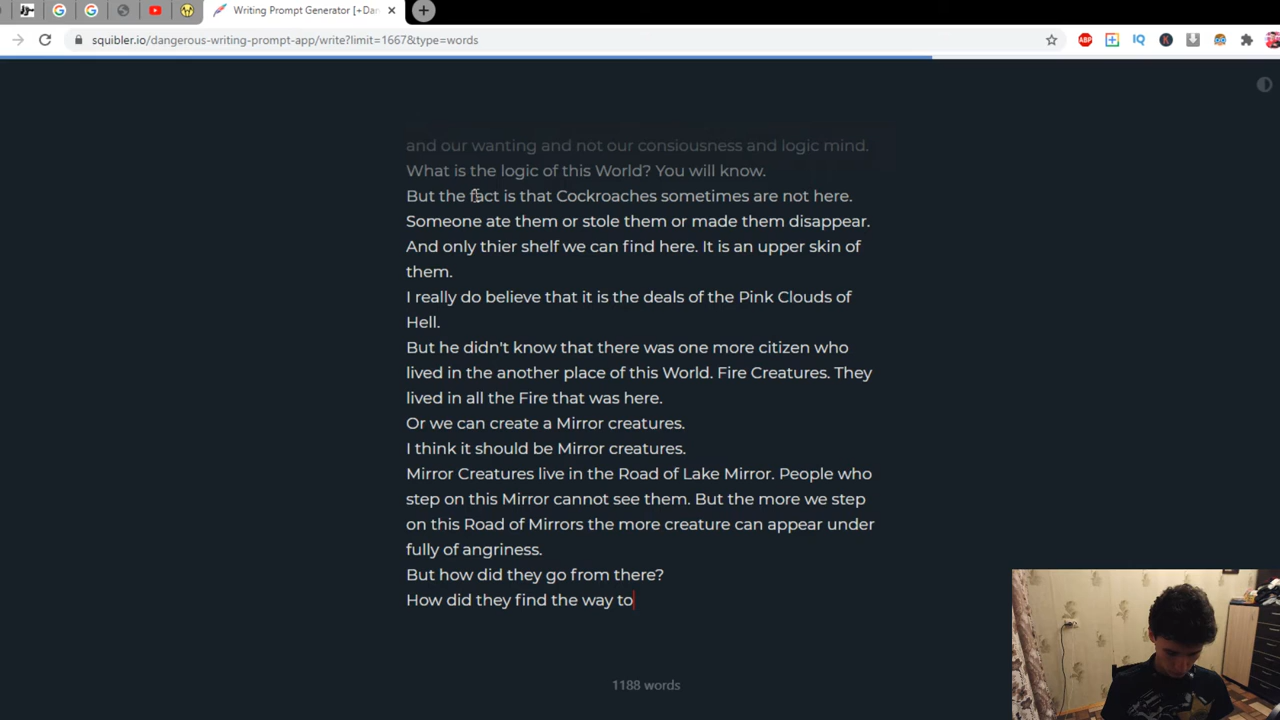 Writing Prompt Generator [+Dan
squibler.io/dangerous-writing-prompt-app/write?limit=1667&type=words
ABP
IQ
K
and our wanting and not our consiousness and logic mind.
What is the logic of this World? You will know.
But the fact is that Cockroaches sometimes are not here.
Someone ate them or stole them or made them disappear.
And only thier shelf we can find here. It is an upper skin of
them.
I really do believe that it is the deals of the Pink Clouds of
Hell.
But he didn't know that there was one more citizen who
lived in the another place of this World. Fire Creatures. They
lived in all the Fire that was here.
Or we can create a Mirror creatures.
I think it should be Mirror creatures.
Mirror Creatures live in the Road of Lake Mirror. People who
step on this Mirror cannot see them. But the more we step
on this Road of Mirrors the more creature can appear under
fully of angriness.
But how did they go from there?
How did they find the way to
1188 words